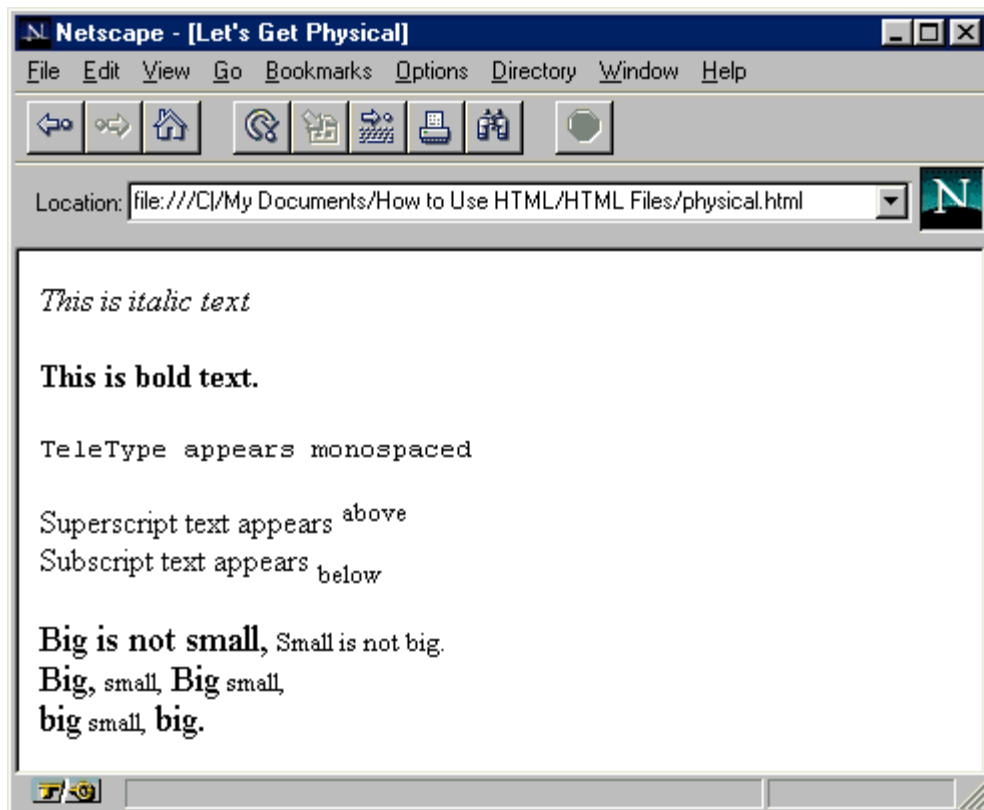 N Netscape - [Let's Get Physical]
File Edit View Go Bookmarks Options Directory Window Help
Location: file:///C|/My Documents/How to Use HTML/HTML Files/physical.html
N
This is italic text
This is bold text.
TeleType appears monospaced
Superscript text appears above
Subscript text appears below
Big is not small, Small is not big.
Big, small, Big small,
big small, big.